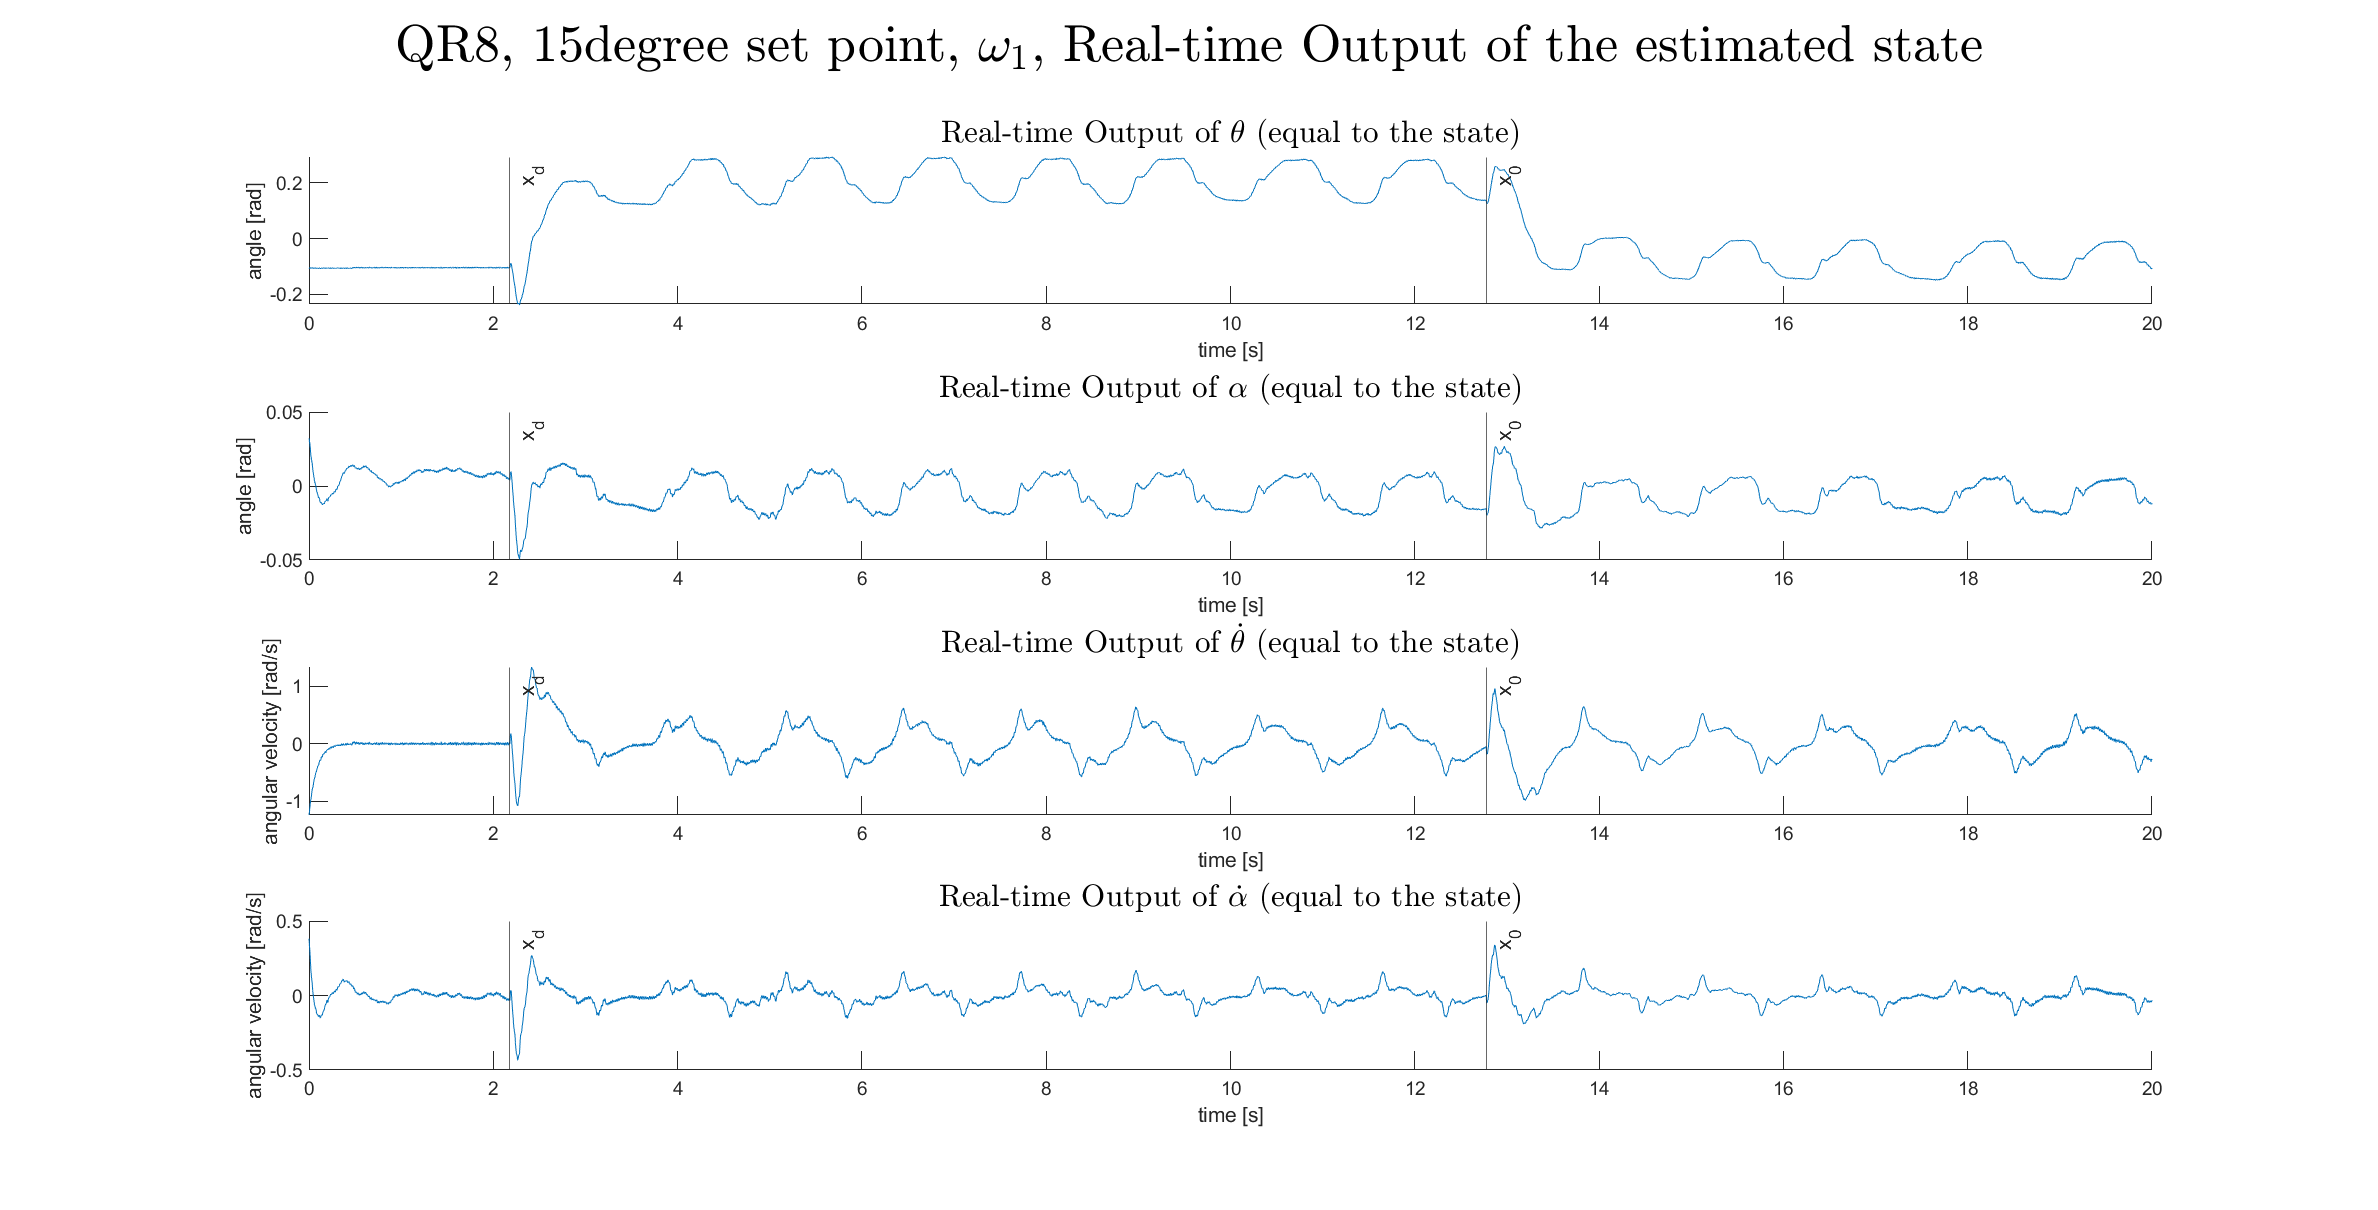 QR8, 15degree set point, ω₁, Real-time Output of the estimated state
Real-time Output of θ (equal to the state)
angle [rad]
0.2
0
-0.2
x_d
x_0
0 2 4 6 8 10 12 14 16 18 20
time [s]
Real-time Output of α (equal to the state)
angle [rad]
0.05
0
-0.05
x_d
x_0
0 2 4 6 8 10 12 14 16 18 20
time [s]
Real-time Output of θ̇ (equal to the state)
angular velocity [rad/s]
1
0
-1
x_d
x_0
0 2 4 6 8 10 12 14 16 18 20
time [s]
Real-time Output of α̇ (equal to the state)
angular velocity [rad/s]
0.5
0
-0.5
x_d
x_0
0 2 4 6 8 10 12 14 16 18 20
time [s]